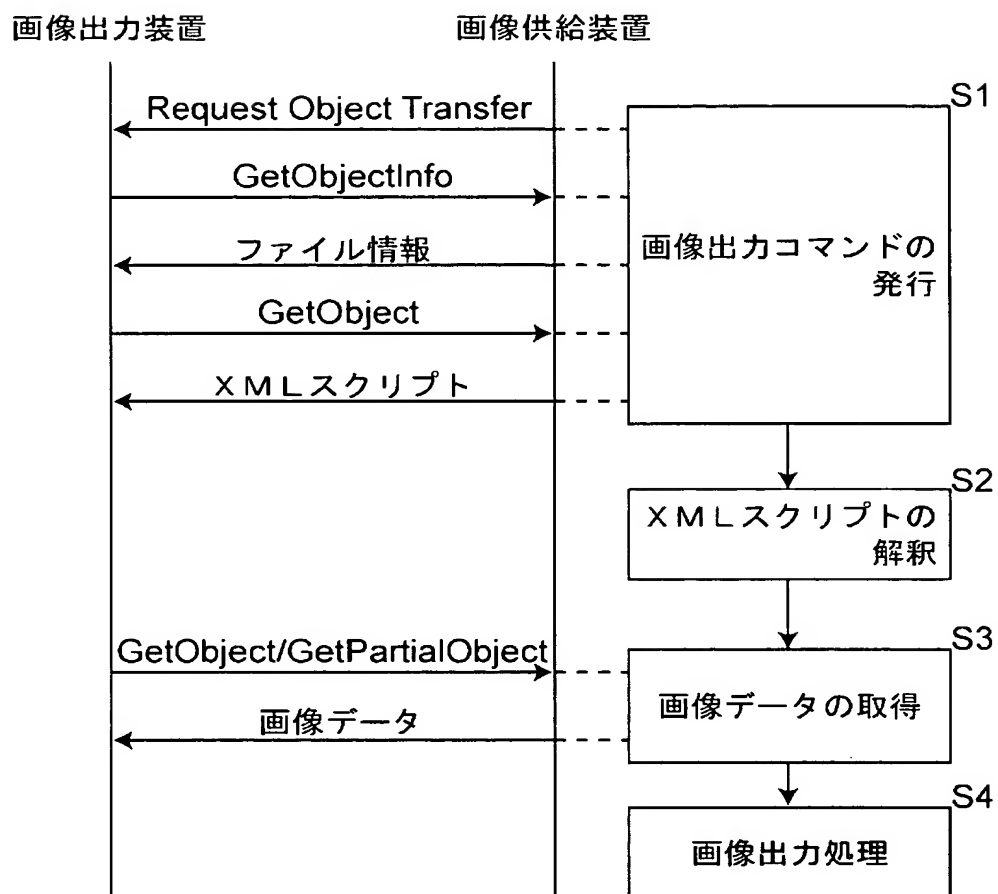 画像出力装置
画像供給装置
S1
Request Object Transfer
GetObjectInfo
ファイル情報
画像出力コマンドの
発行
GetObject
ＸＭＬスクリプト
S2
ＸＭＬスクリプトの
解釈
S3
GetObject/GetPartialObject
画像データの取得
画像データ
S4
画像出力処理